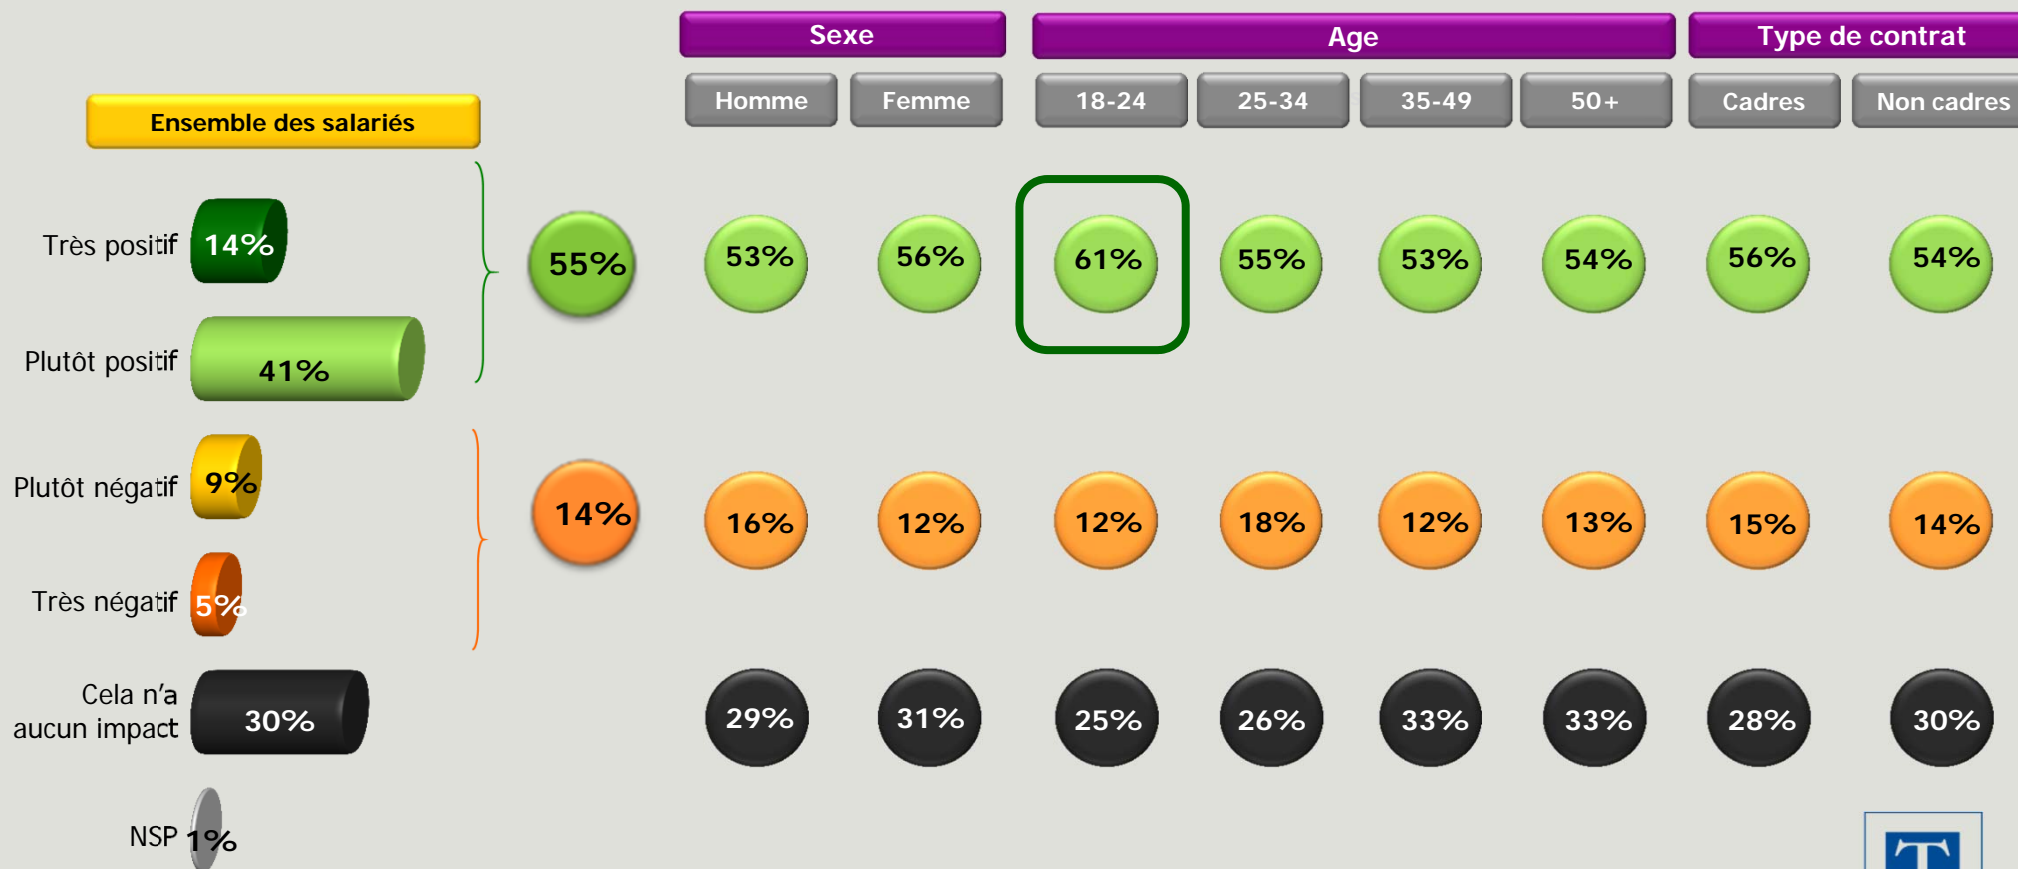 Sexe
Age
Type de contrat
Homme
Femme
18-24
25-34
35-49
50+
Cadres
Non cadres
Ensemble des salariés
Très positif
14%
55%
53%
56%
61%
55%
53%
54%
56%
54%
Plutôt positif
41%
Plutôt négatif
9%
14%
16%
12%
12%
18%
12%
13%
15%
14%
Très négatif
5%
Cela n'a
aucun impact
30%
29%
31%
25%
26%
33%
33%
28%
30%
NSP
1%
T